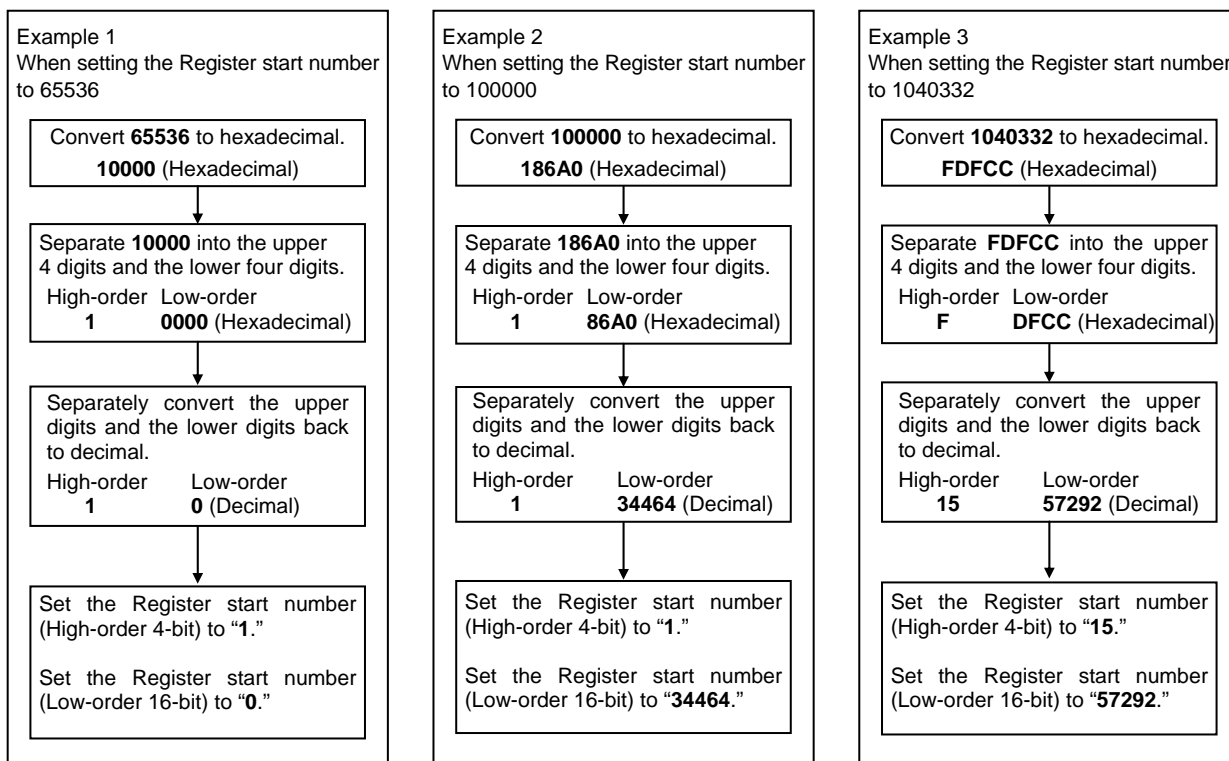 Example 1
When setting the Register start number
to 65536
Convert 65536 to hexadecimal.
10000 (Hexadecimal)
Separate 10000 into the upper
4 digits and the lower four digits.
High-order Low-order
1 0000 (Hexadecimal)
Separately convert the upper
digits and the lower digits back
to decimal.
High-order Low-order
1 0 (Decimal)
Set the Register start number
(High-order 4-bit) to “1.”
Set the Register start number
(Low-order 16-bit) to “0.”
Example 2
When setting the Register start number
to 100000
Convert 100000 to hexadecimal.
186A0 (Hexadecimal)
Separate 186A0 into the upper
4 digits and the lower four digits.
High-order Low-order
1 86A0 (Hexadecimal)
Separately convert the upper
digits and the lower digits back
to decimal.
High-order Low-order
1 34464 (Decimal)
Set the Register start number
(High-order 4-bit) to “1.”
Set the Register start number
(Low-order 16-bit) to “34464.”
Example 3
When setting the Register start number
to 1040332
Convert 1040332 to hexadecimal.
FDFCC (Hexadecimal)
Separate FDFCC into the upper
4 digits and the lower four digits.
High-order Low-order
F DFCC (Hexadecimal)
Separately convert the upper
digits and the lower digits back
to decimal.
High-order Low-order
15 57292 (Decimal)
Set the Register start number
(High-order 4-bit) to “15.”
Set the Register start number
(Low-order 16-bit) to “57292.”